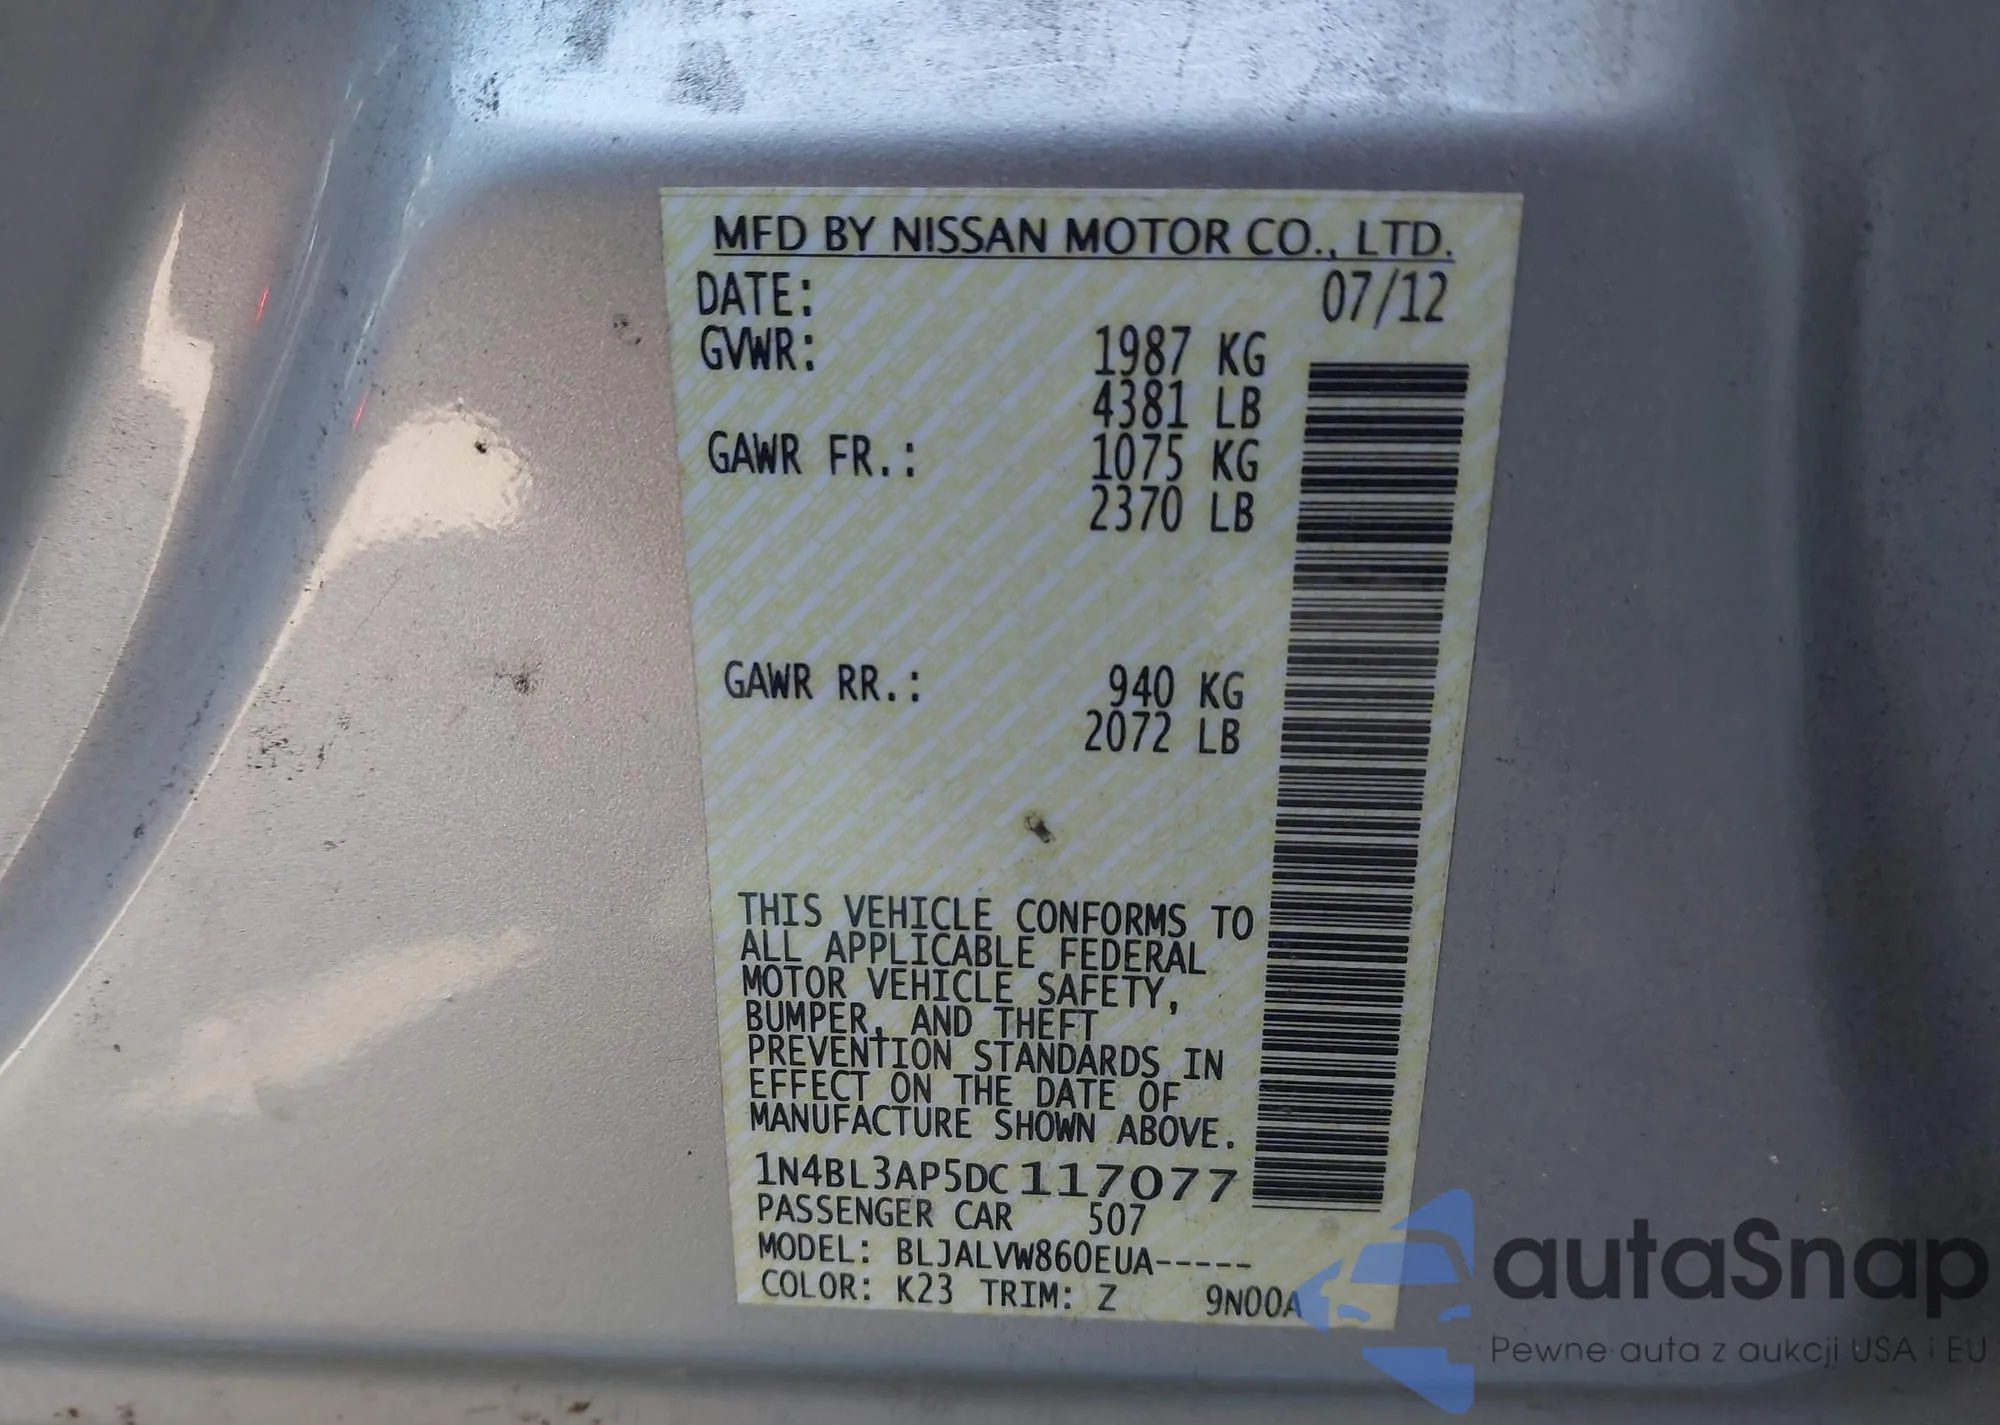 MFD BY NISSAN MOTOR CO., LTD.
DATE: 07/12
GVWR: 1987 KG
4381 LB
GAWR FR.: 1075 KG
2370 LB
GAWR RR.: 940 KG
2072 LB
THIS VEHICLE CONFORMS TO
ALL APPLICABLE FEDERAL
MOTOR VEHICLE SAFETY,
BUMPER, AND THEFT
PREVENTION STANDARDS IN
EFFECT ON THE DATE OF
MANUFACTURE SHOWN ABOVE.
1N4BL3AP5DC117077
PASSENGER CAR 507
MODEL: BLJALVW860EUA-----
COLOR: K23 TRIM: Z 9N00A
autaSnap
Pewne auta z aukcji USA i EU